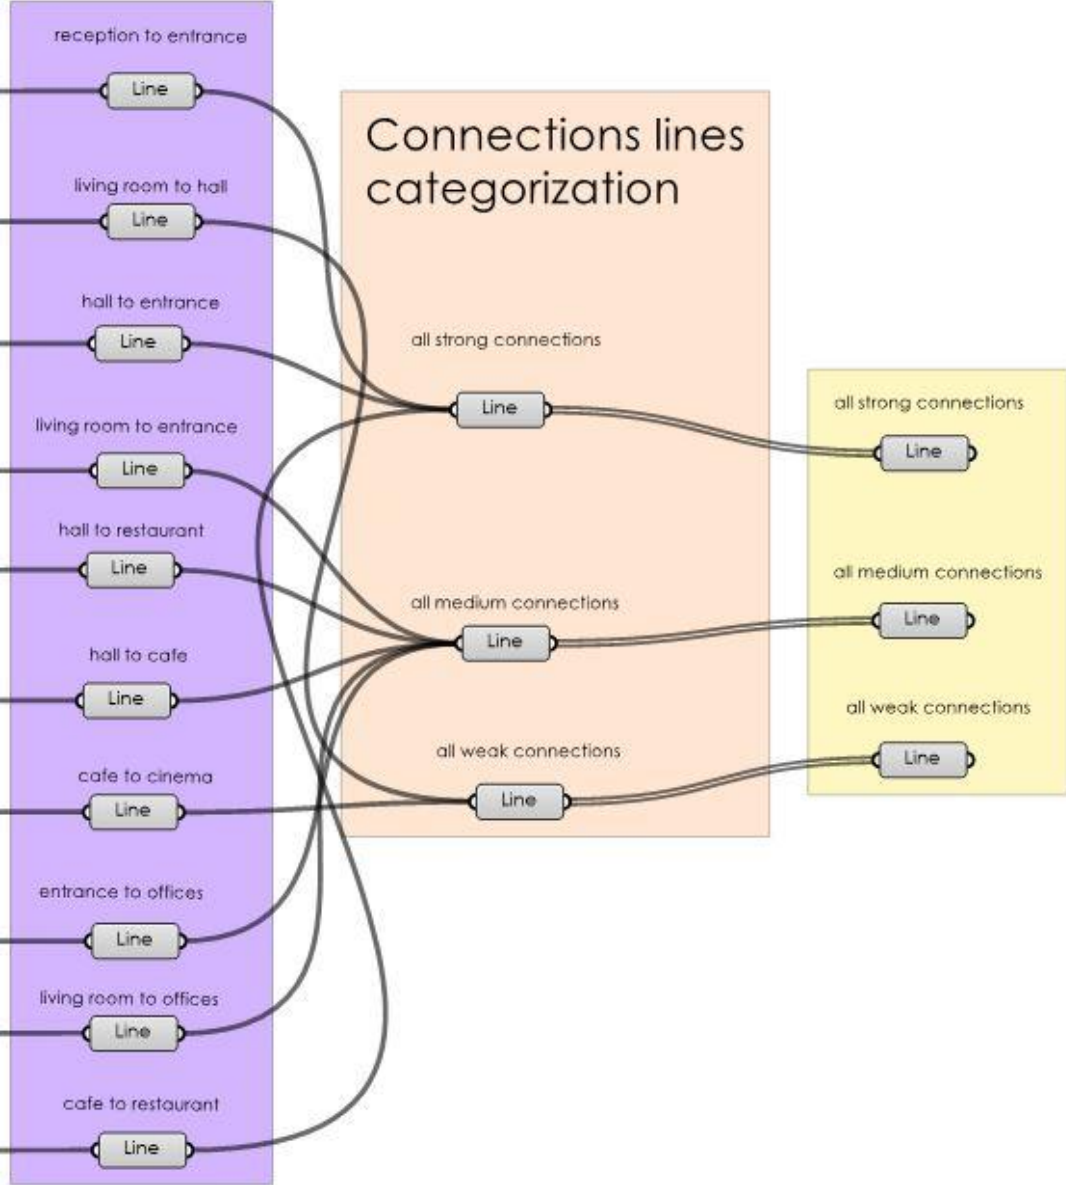 reception to entrance
Line
living room to hall
Line
hall to entrance
Line
living room to entrance
Line
hall to restaurant
Line
hall to cafe
Line
cafe to cinema
Line
entrance to offices
Line
living room to offices
Line
cafe to restaurant
Line
Connections lines
categorization
all strong connections
Line
all medium connections
Line
all weak connections
Line
all strong connections
Line
all medium connections
Line
all weak connections
Line